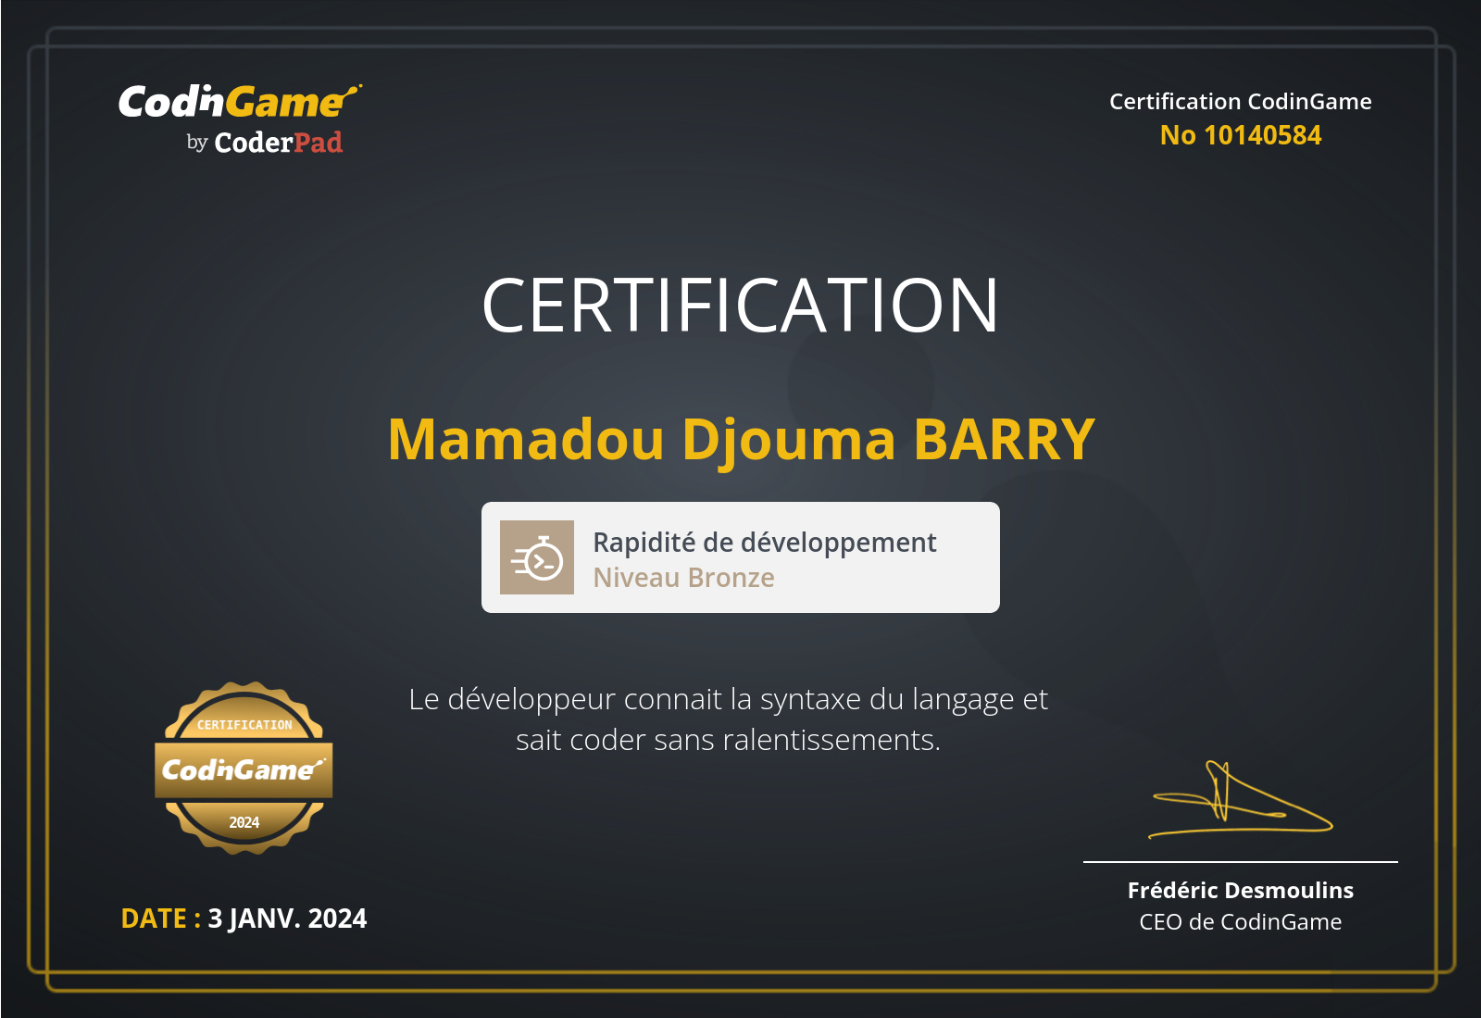 CodinGame
by CoderPad
Certification CodinGame
No 10140584
CERTIFICATION
Mamadou Djouma BARRY
Rapidité de développement
Niveau Bronze
Le développeur connait la syntaxe du langage et
sait coder sans ralentissements.
CERTIFICATION
CodinGame
2024
DATE : 3 JANV. 2024
Frédéric Desmoulins
CEO de CodinGame